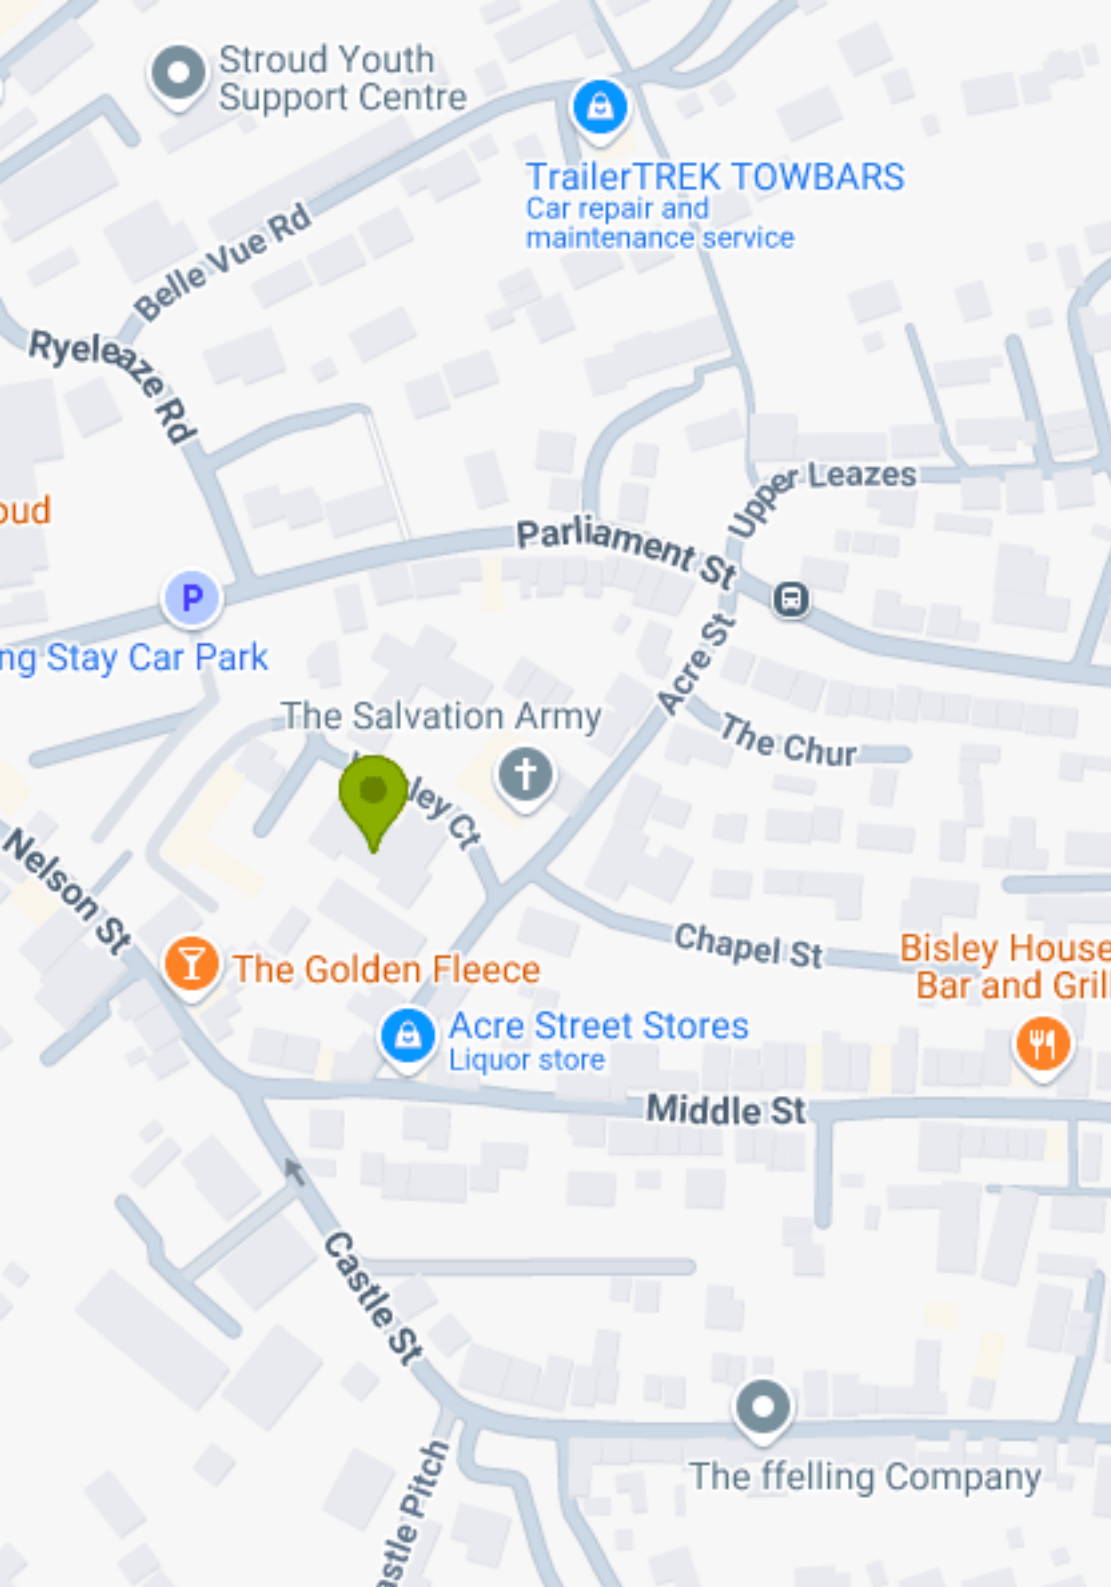 Stroud Youth
Support Centre
TrailerTREK TOWBARS
Car repair and
maintenance service
Belle Vue Rd
Ryeleaze Rd
Upper Leazes
oud
Parliament St
P
ng Stay Car Park
Acre St
The Salvation Army
The Chur
ley Ct
Nelson St
Chapel St
Bisley House
Bar and Grill
The Golden Fleece
Acre Street Stores
Liquor store
Middle St
Castle St
The ffelling Company
astle Pitch